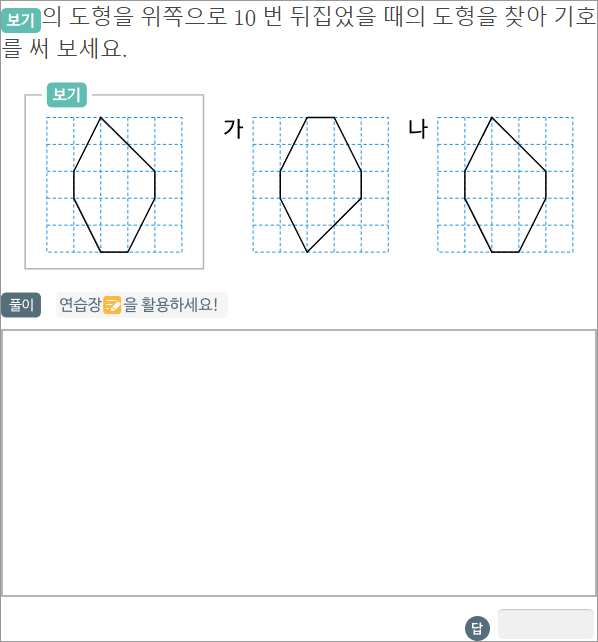 보기의 도형을 위쪽으로 10 번 뒤집었을 때의 도형을 찾아 기호
를 써 보세요.
보기
가
나
풀이 연습장을 활용하세요!
답